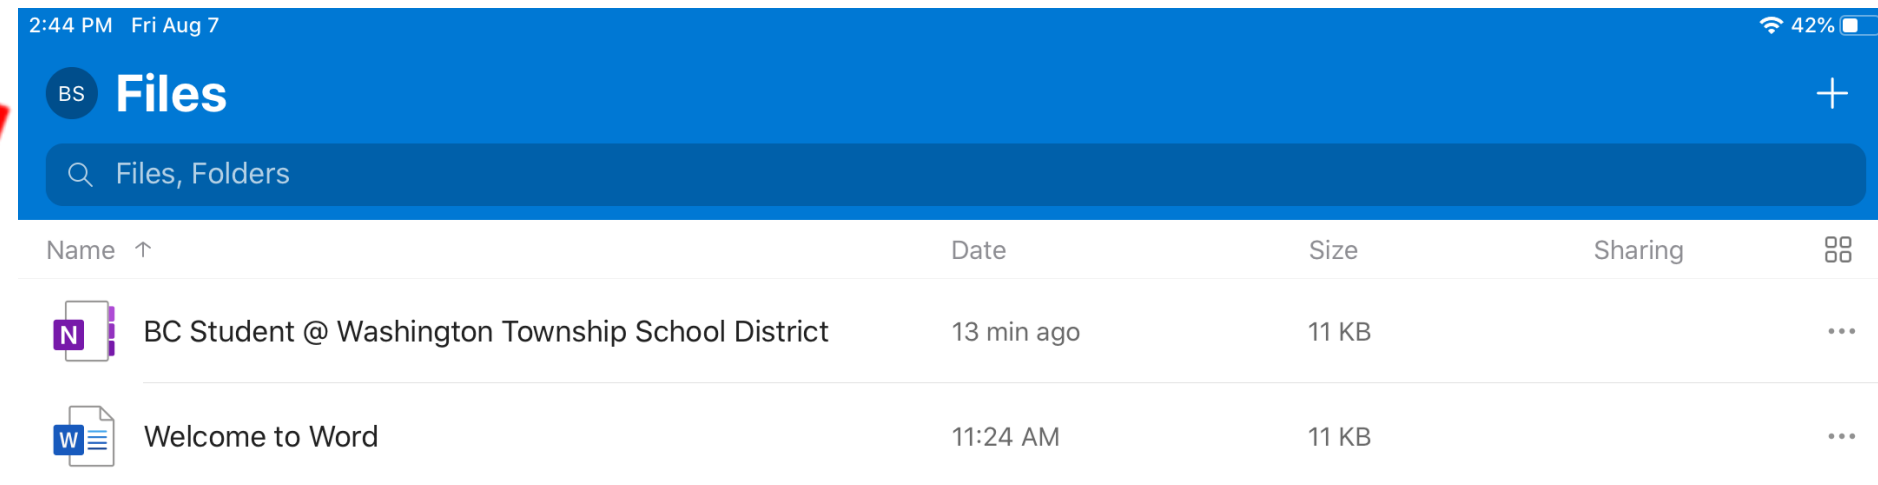 2:44 PM Fri Aug 7 42%
BS Files
Files, Folders
Name ↑ Date Size Sharing
N BC Student @ Washington Township School District 13 min ago 11 KB
W Welcome to Word 11:24 AM 11 KB